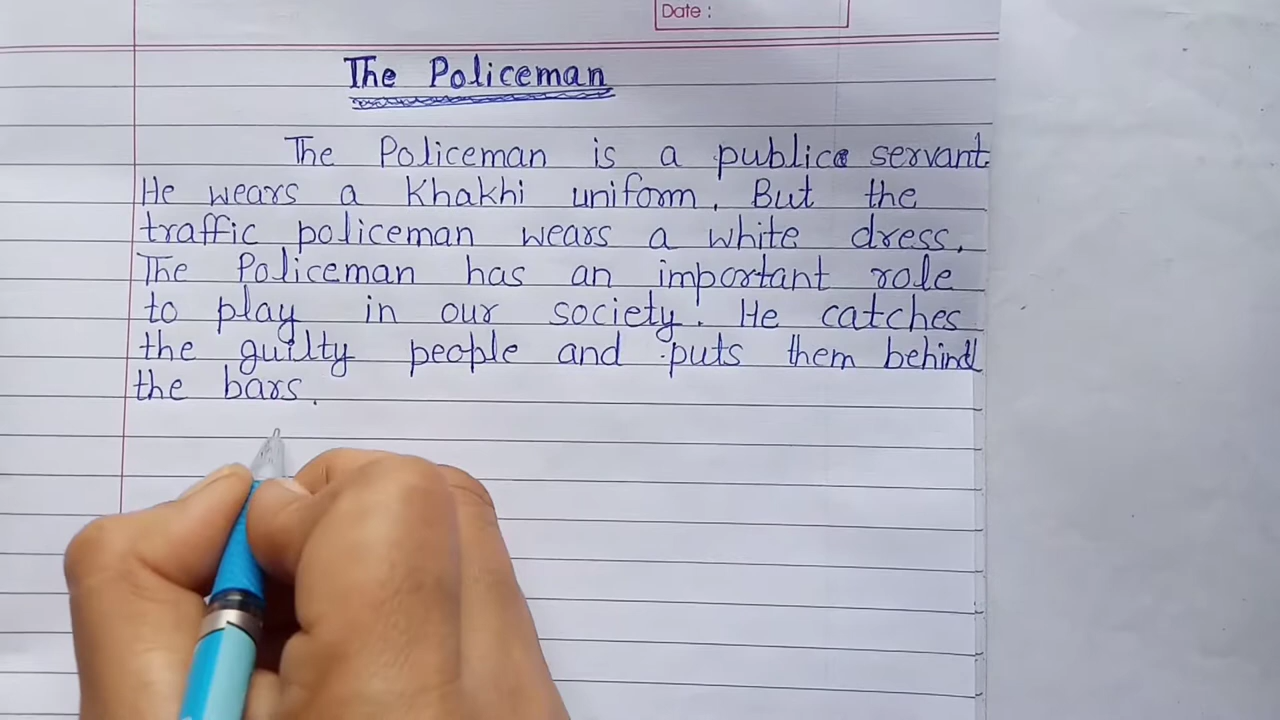 Date :
The Policeman
The Policeman is a public servant.
He wears a Khakhi uniform. But the
traffic policeman wears a white dress.
The Policeman has an important role
to play in our society. He catches
the guilty people and puts them behind
the bars.